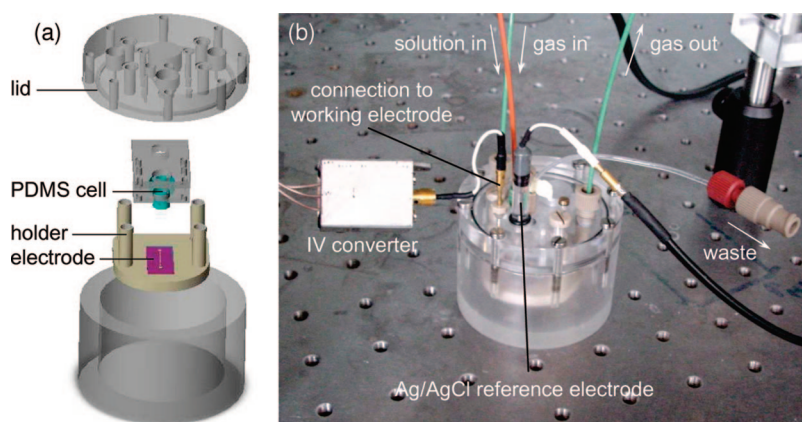 (a)
lid
PDMS cell
holder
electrode
(b)
solution in
gas in
gas out
connection to
working electrode
IV converter
waste
Ag/AgCl reference electrode